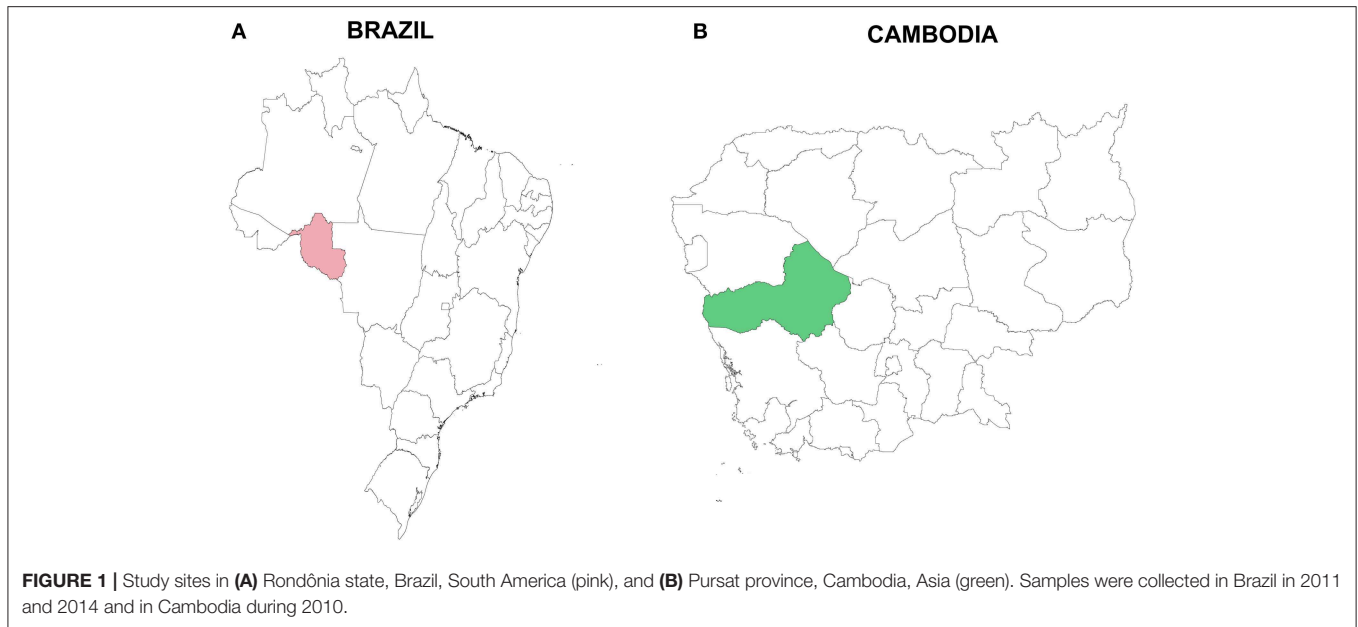 A BRAZIL
B CAMBODIA
FIGURE 1 | Study sites in (A) Rondônia state, Brazil, South America (pink), and (B) Pursat province, Cambodia, Asia (green). Samples were collected in Brazil in 2011
and 2014 and in Cambodia during 2010.